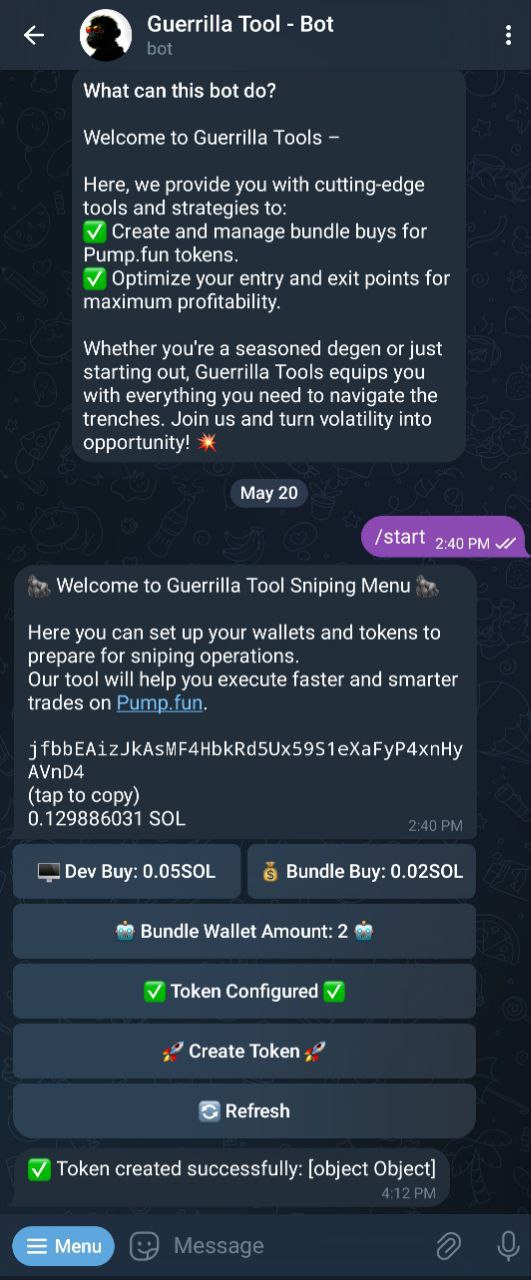 Guerrilla Tool - Bot
bot
What can this bot do?
Welcome to Guerrilla Tools –
Here, we provide you with cutting-edge
tools and strategies to:
✅ Create and manage bundle buys for
Pump.fun tokens.
✅ Optimize your entry and exit points for
maximum profitability.
Whether you're a seasoned degen or just
starting out, Guerrilla Tools equips you
with everything you need to navigate the
trenches. Join us and turn volatility into
opportunity! 💥
May 20
/start 2:40 PM
🦍 Welcome to Guerrilla Tool Sniping Menu 🦍
Here you can set up your wallets and tokens to
prepare for sniping operations.
Our tool will help you execute faster and smarter
trades on Pump.fun.
jfbbEAizJkAsMF4HbkRd5Ux59S1eXaFyP4xnHy
AVnD4
(tap to copy)
0.129886031 SOL
2:40 PM
🖥️ Dev Buy: 0.05SOL
💰 Bundle Buy: 0.02SOL
🤖 Bundle Wallet Amount: 2 🤖
✅ Token Configured ✅
🚀 Create Token 🚀
🔄 Refresh
✅ Token created successfully: [object Object]
4:12 PM
Menu
Message